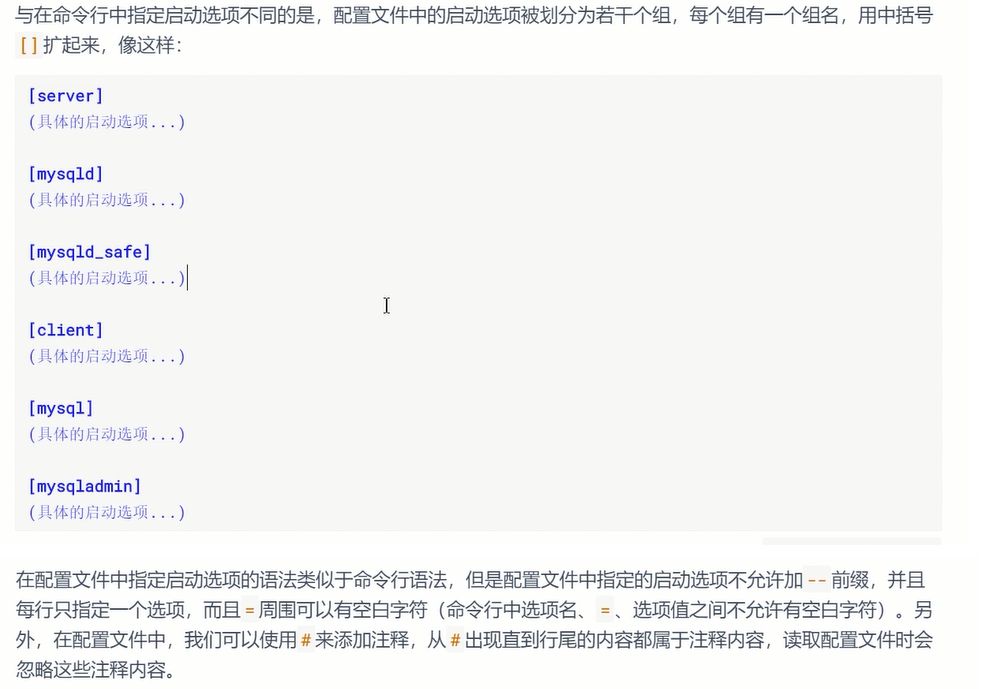 与在命令行中指定启动选项不同的是，配置文件中的启动选项被划分为若干个组，每个组有一个组名，用中括号
[]扩起来，像这样：
[server]
(具体的启动选项...)
[mysqld]
(具体的启动选项...)
[mysqld_safe]
(具体的启动选项...)
[client]
(具体的启动选项...)
[mysql]
(具体的启动选项...)
[mysqladmin]
(具体的启动选项...)
在配置文件中指定启动选项的语法类似于命令行语法，但是配置文件中指定的启动选项不允许加--前缀，并且
每行只指定一个选项，而且=周围可以有空白字符（命令行中选项名、=、选项值之间不允许有空白字符）。另
外，在配置文件中，我们可以使用#来添加注释，从#出现直到行尾的内容都属于注释内容，读取配置文件时会
忽略这些注释内容。